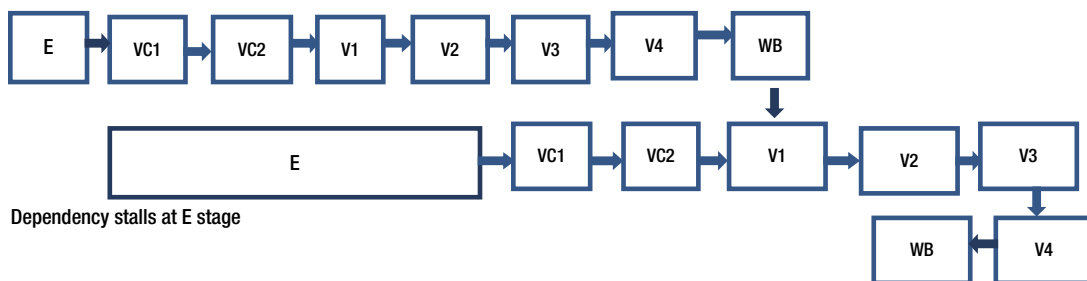 E VC1 VC2 V1 V2 V3 V4 WB
E VC1 VC2 V1 V2 V3
Dependency stalls at E stage
WB V4